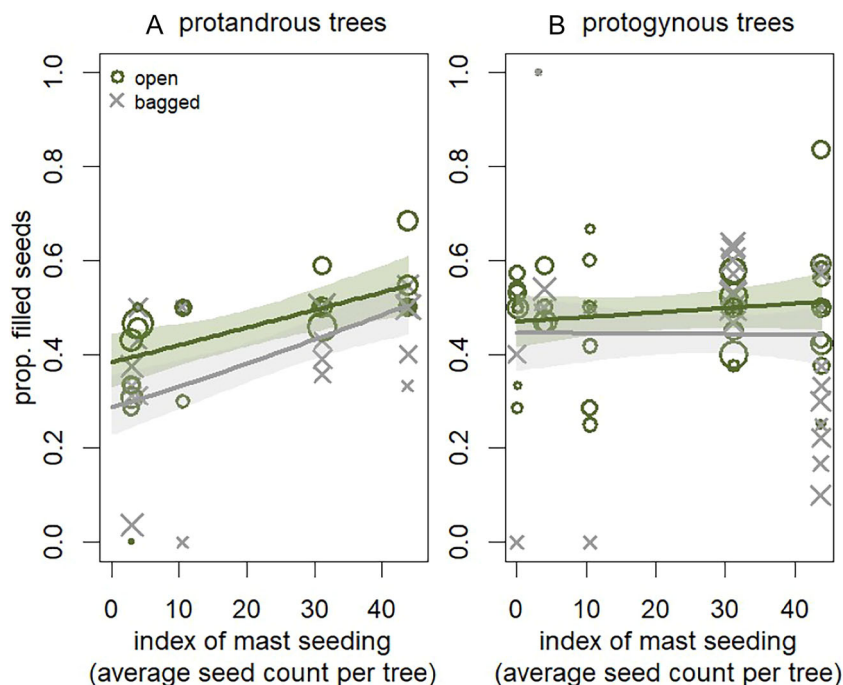 A protandrous trees
B protogynous trees
open
bagged
prop. filled seeds
0.0
0.2
0.4
0.6
0.8
1.0
0
10
20
30
40
index of mast seeding
(average seed count per tree)
0.0
0.2
0.4
0.6
0.8
1.0
0
10
20
30
40
index of mast seeding
(average seed count per tree)